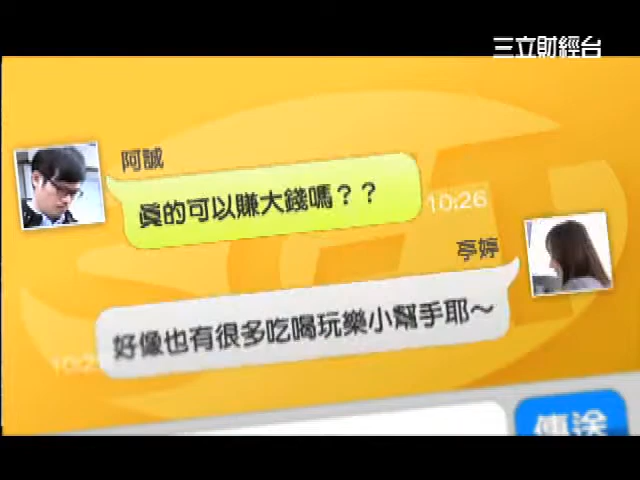 三立財經台
阿誠
真的可以賺大錢嗎？？
10:26
亭婷
好像也有很多吃喝玩樂小幫手耶～
傳送